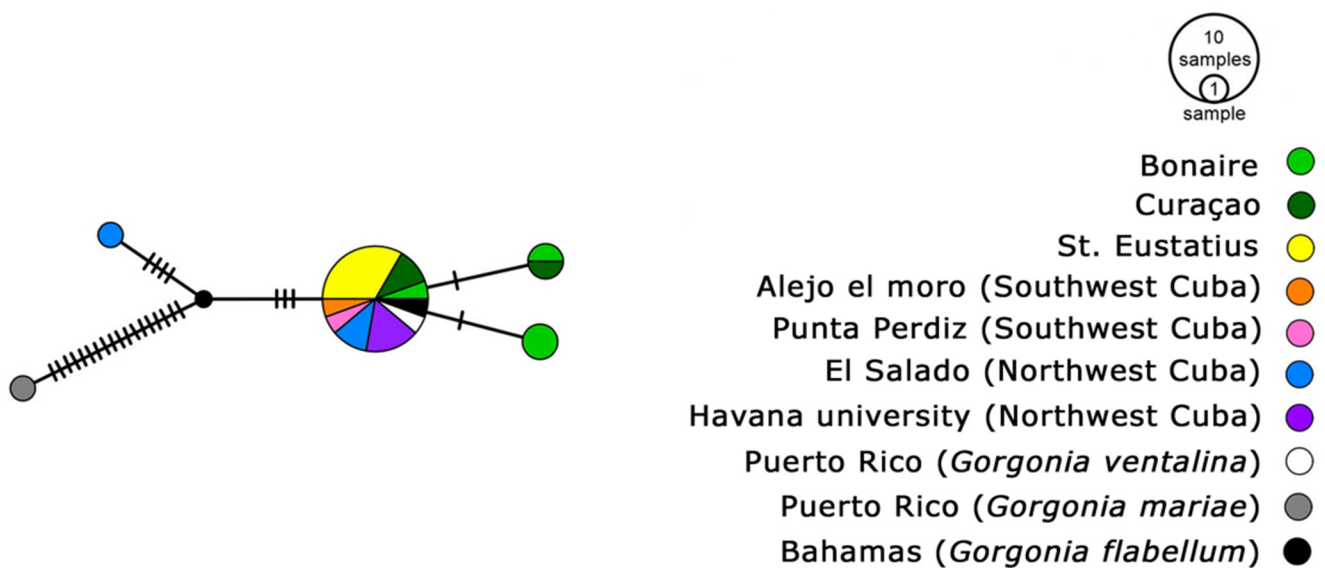 10
samples
1
sample
Bonaire
Curaçao
St. Eustatius
Alejo el moro (Southwest Cuba)
Punta Perdiz (Southwest Cuba)
El Salado (Northwest Cuba)
Havana university (Northwest Cuba)
Puerto Rico (Gorgonia ventalina)
Puerto Rico (Gorgonia mariae)
Bahamas (Gorgonia flabellum)